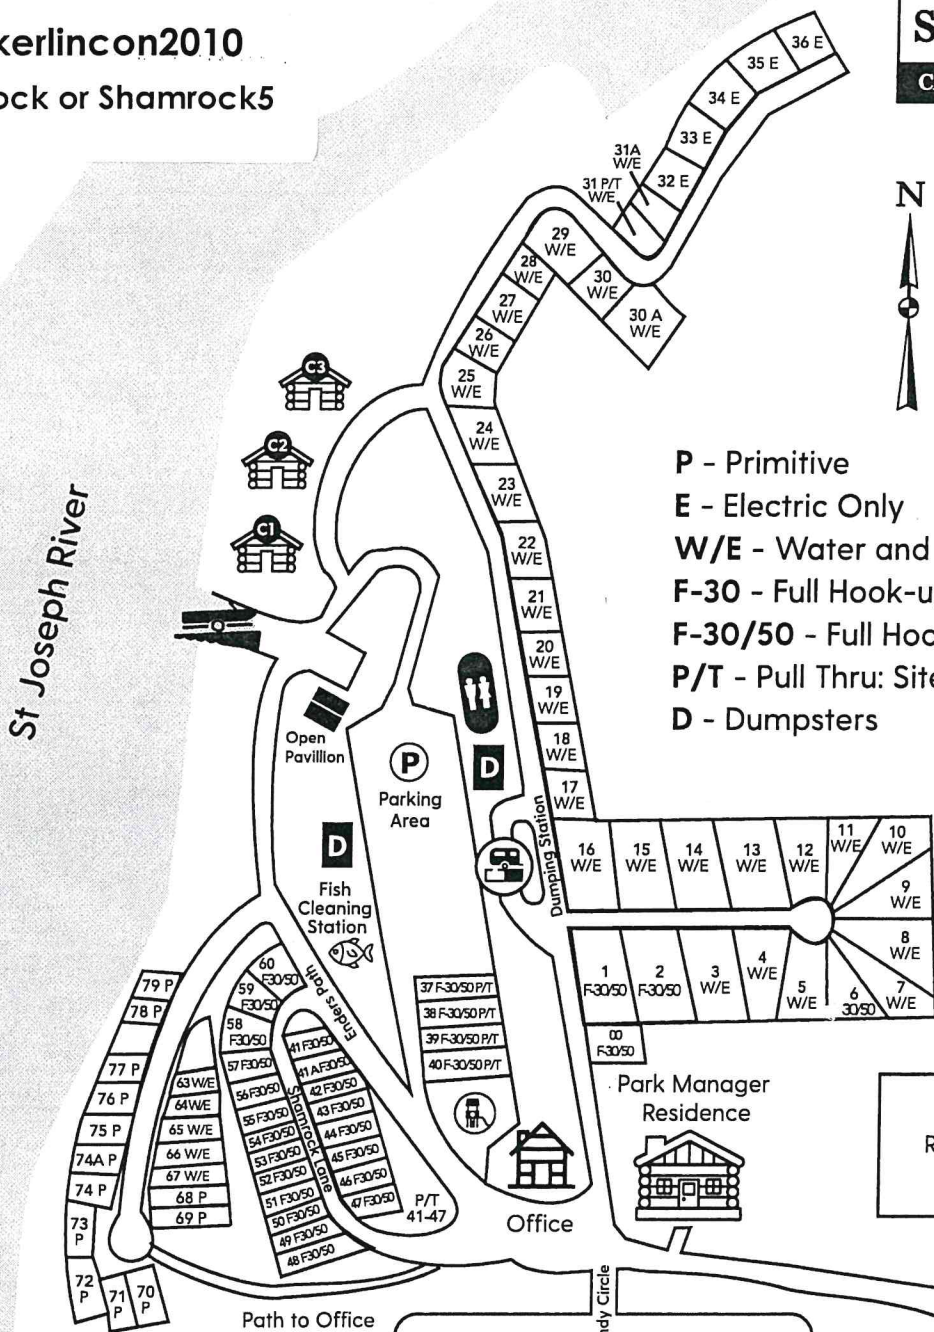 kerlincon2010
ock or Shamrock5
S
C
N
36 E
35 E
34 E
33 E
32 E
31A
W/E
31 P/T
W/E
29
W/E
28
W/E
30
W/E
30 A
W/E
27
W/E
26
W/E
25
W/E
24
W/E
23
W/E
22
W/E
21
W/E
20
W/E
19
W/E
18
W/E
17
W/E
C3
C2
C1
St Joseph River
P - Primitive
E - Electric Only
W/E - Water and
F-30 - Full Hook-u
F-30/50 - Full Hoo
P/T - Pull Thru: Site
D - Dumpsters
Open
Pavillion
P
Parking
Area
D
D
Fish
Cleaning
Station
Dumping Station
16
W/E
15
W/E
14
W/E
13
W/E
12
W/E
11
W/E
10
W/E
9
W/E
8
W/E
7
W/E
6
30/50
5
W/E
4
W/E
3
W/E
2
F-30/50
1
F-30/50
00
F-30/50
37 F-30/50 P/T
38 F-30/50 P/T
39 F-30/50 P/T
40 F-30/50 P/T
Enders Path
60
F30/50
59
F30/50
58
F30/50
57 F30/50
56 F30/50
55 F30/50
54 F30/50
53 F30/50
52 F30/50
51 F30/50
50 F30/50
49 F30/50
48 F30/50
Shamrock Lane
41 F30/50
41 A F30/50
42 F30/50
43 F30/50
44 F30/50
45 F30/50
46 F30/50
47 F30/50
P/T
41-47
79 P
78 P
77 P
76 P
75 P
74A P
74 P
73
P
72
P
71
P
70
P
63 W/E
64 W/E
65 W/E
66 W/E
67 W/E
68 P
69 P
Park Manager
Residence
R
Office
Path to Office
ndy Circle